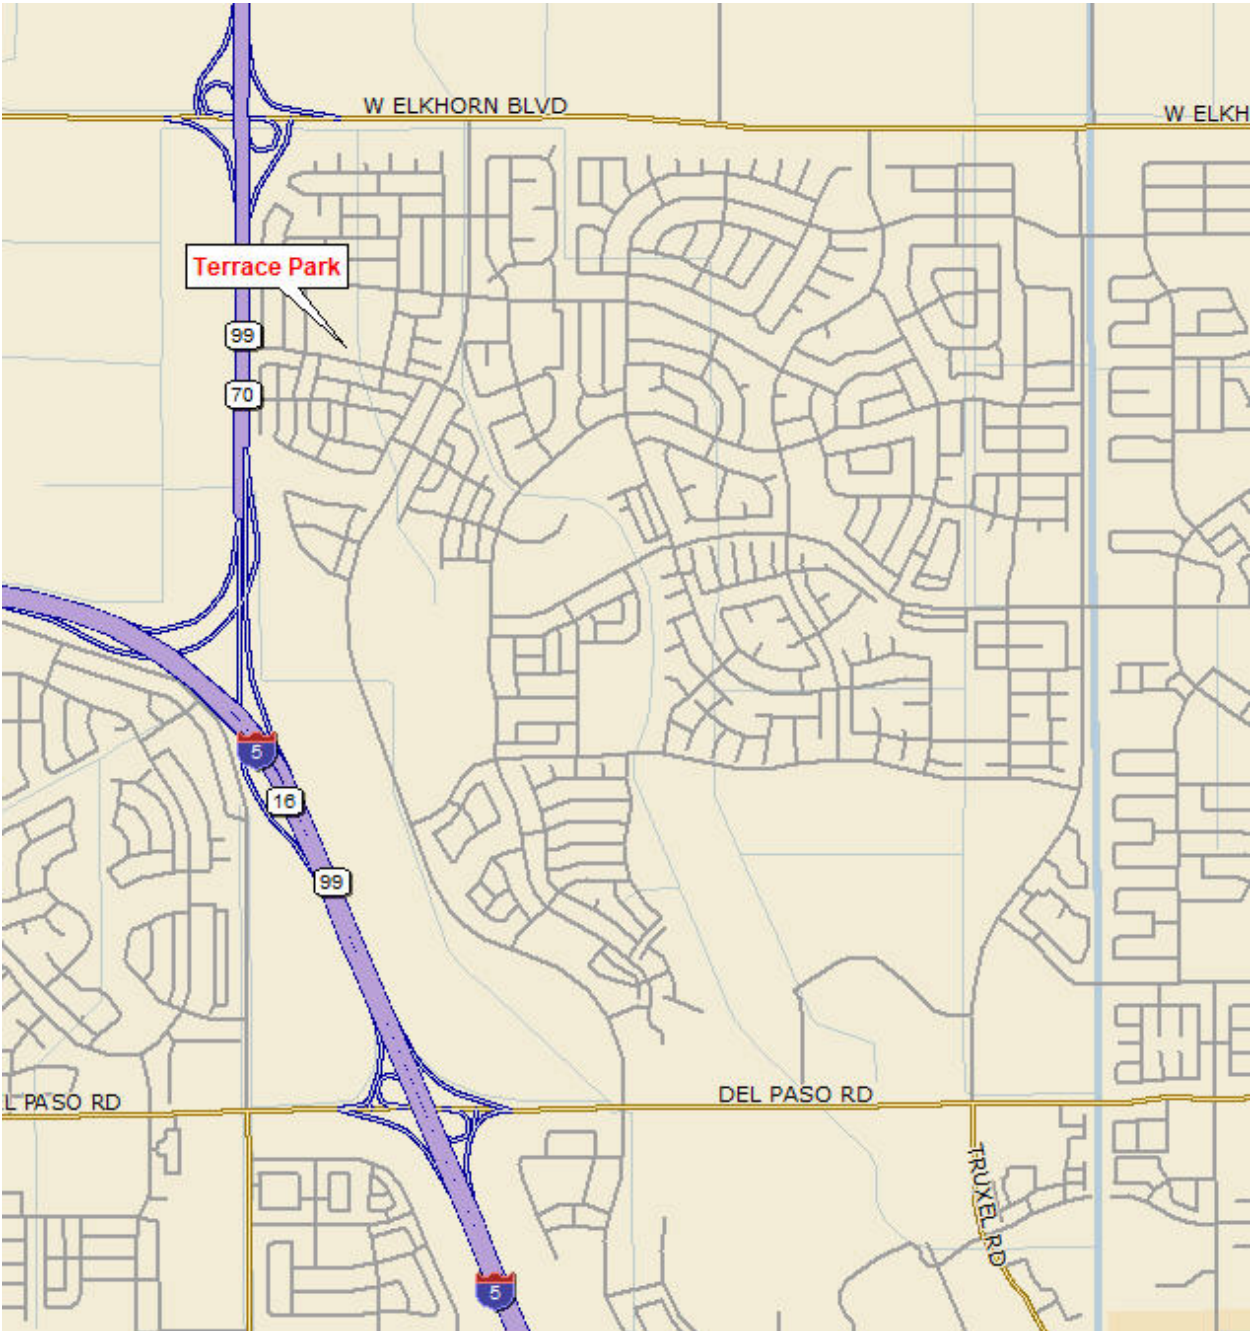 W ELKHORN BLVD
W ELKH
Terrace Park
99
70
5
16
99
L PASO RD
DEL PASO RD
TRUXEL RD
5